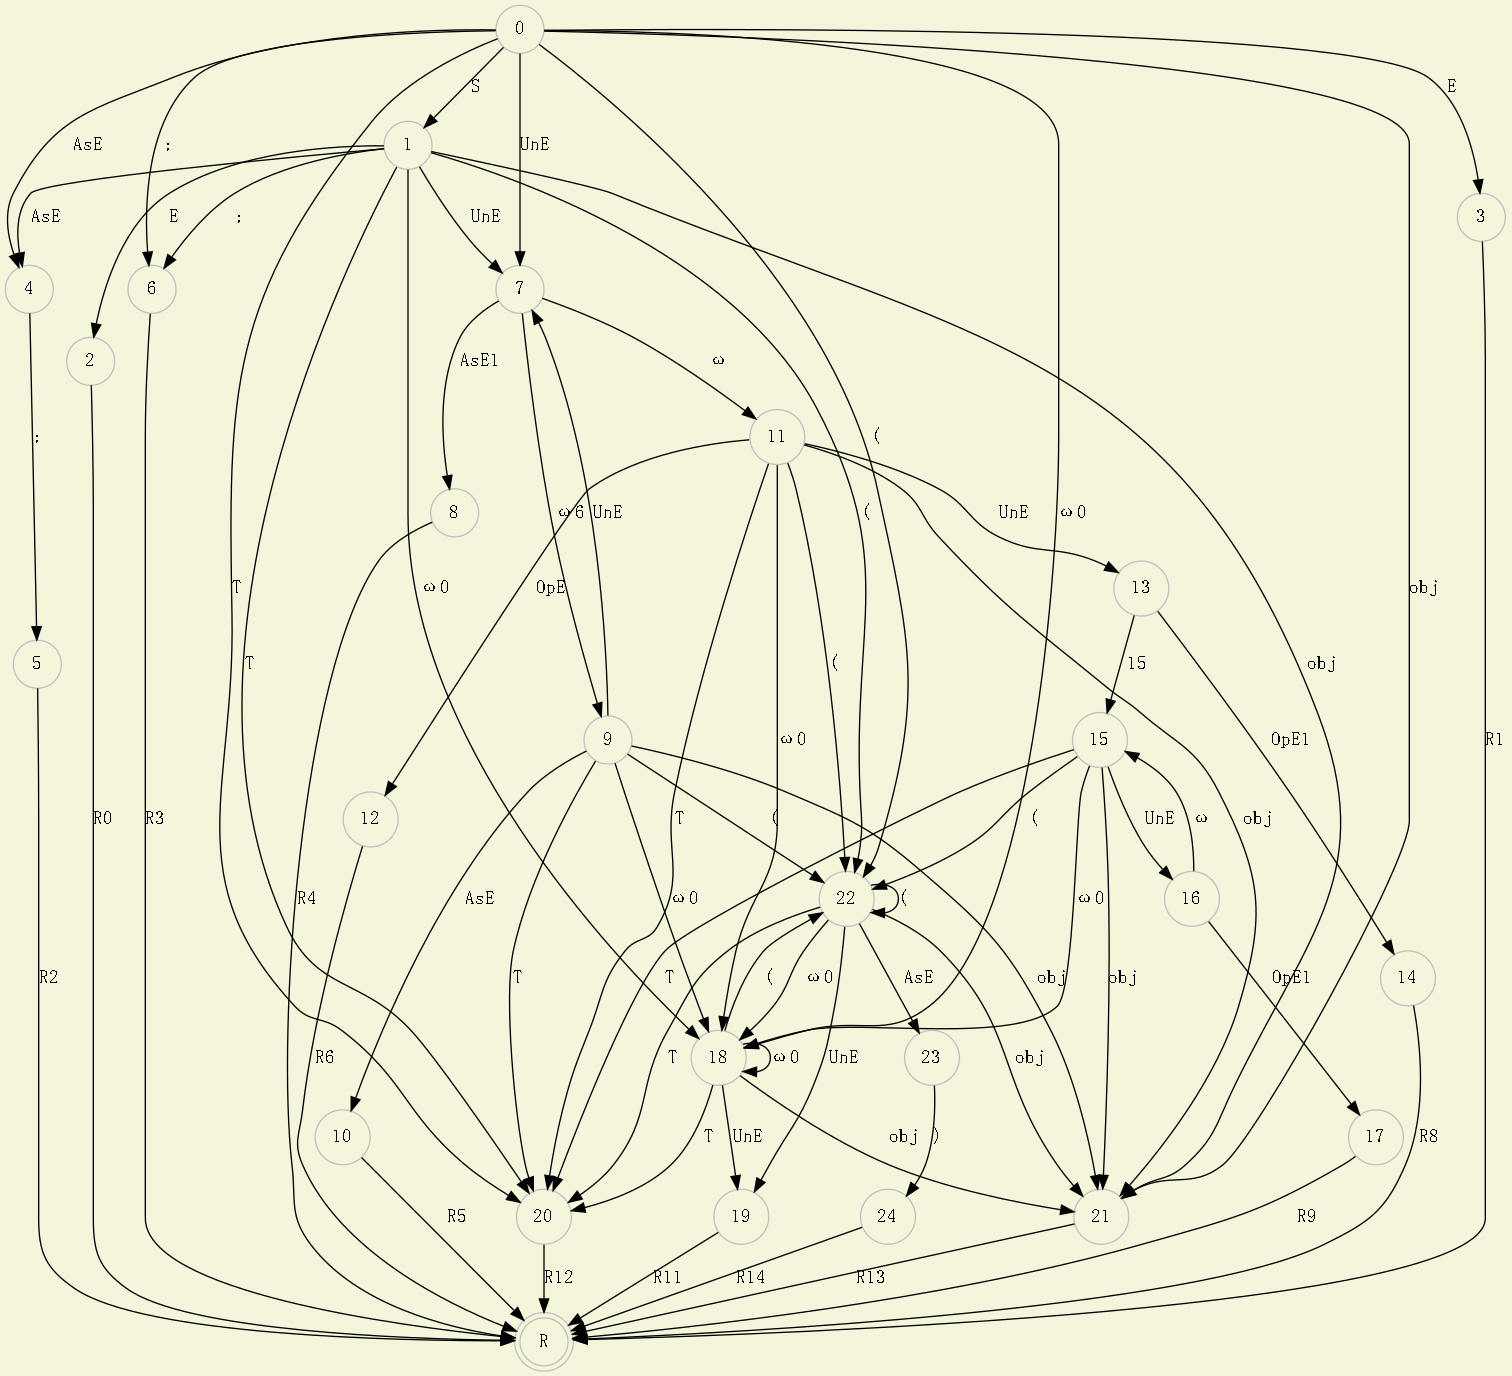 0
S
E
1
AsE
;
UnE
AsE
E
;
UnE
3
4
6
7
2
AsE1
ω
(
11
;
(
8
ω6
UnE
UnE
ω0
T
ω0
OpE
13
obj
T
5
(
15
obj
9
ω0
15
OpE1
R1
12
R0
R3
T
(
(
UnE
ω
obj
R4
AsE
ω0
22
(
ω0
16
R2
T
T
(
ω0
AsE
obj
obj
OpE1
14
R6
T
18
ω0
UnE
23
obj
10
T
UnE
obj
)
17
R8
R5
20
19
24
21
R9
R12
R11
R14
R13
R